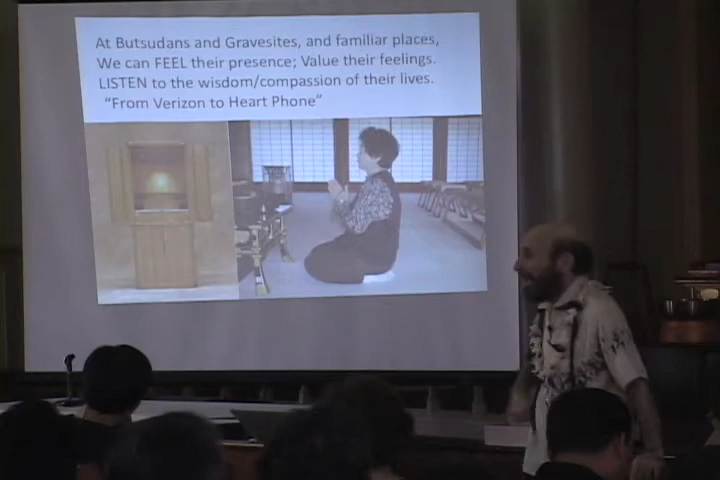 At Butsudans and Gravesites, and familiar places,
We can FEEL their presence; Value their feelings.
LISTEN to the wisdom/compassion of their lives.
"From Verizon to Heart Phone"